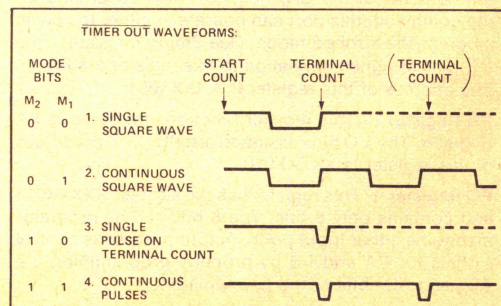 TIMER OUT WAVEFORMS:
MODE BITS
START COUNT
TERMINAL COUNT
(TERMINAL COUNT)
M2 M1
0 0 1. SINGLE SQUARE WAVE
0 1 2. CONTINUOUS SQUARE WAVE
1 0 3. SINGLE PULSE ON TERMINAL COUNT
1 1 4. CONTINUOUS PULSES